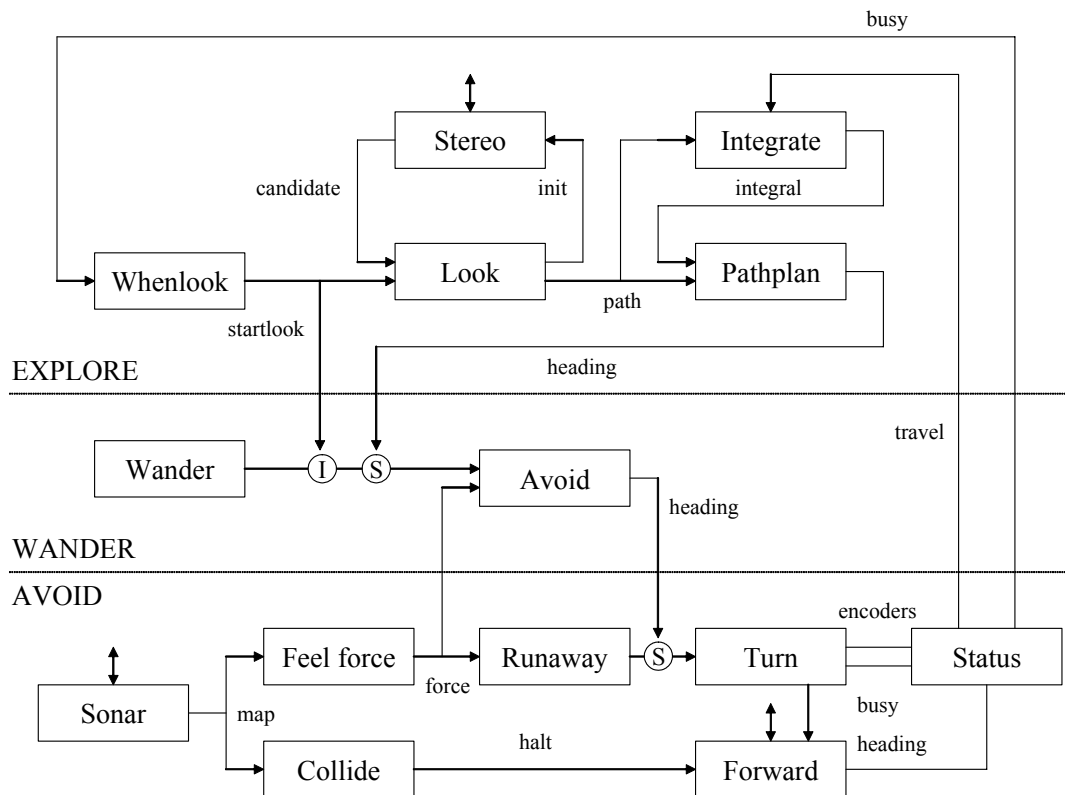 busy
Stereo
Integrate
candidate
init
integral
Whenlook
Look
Pathplan
path
startlook
EXPLORE
heading
travel
Wander
I
S
Avoid
heading
WANDER
AVOID
encoders
Feel force
Runaway
S
Turn
Status
force
Sonar
map
busy
halt
heading
Collide
Forward